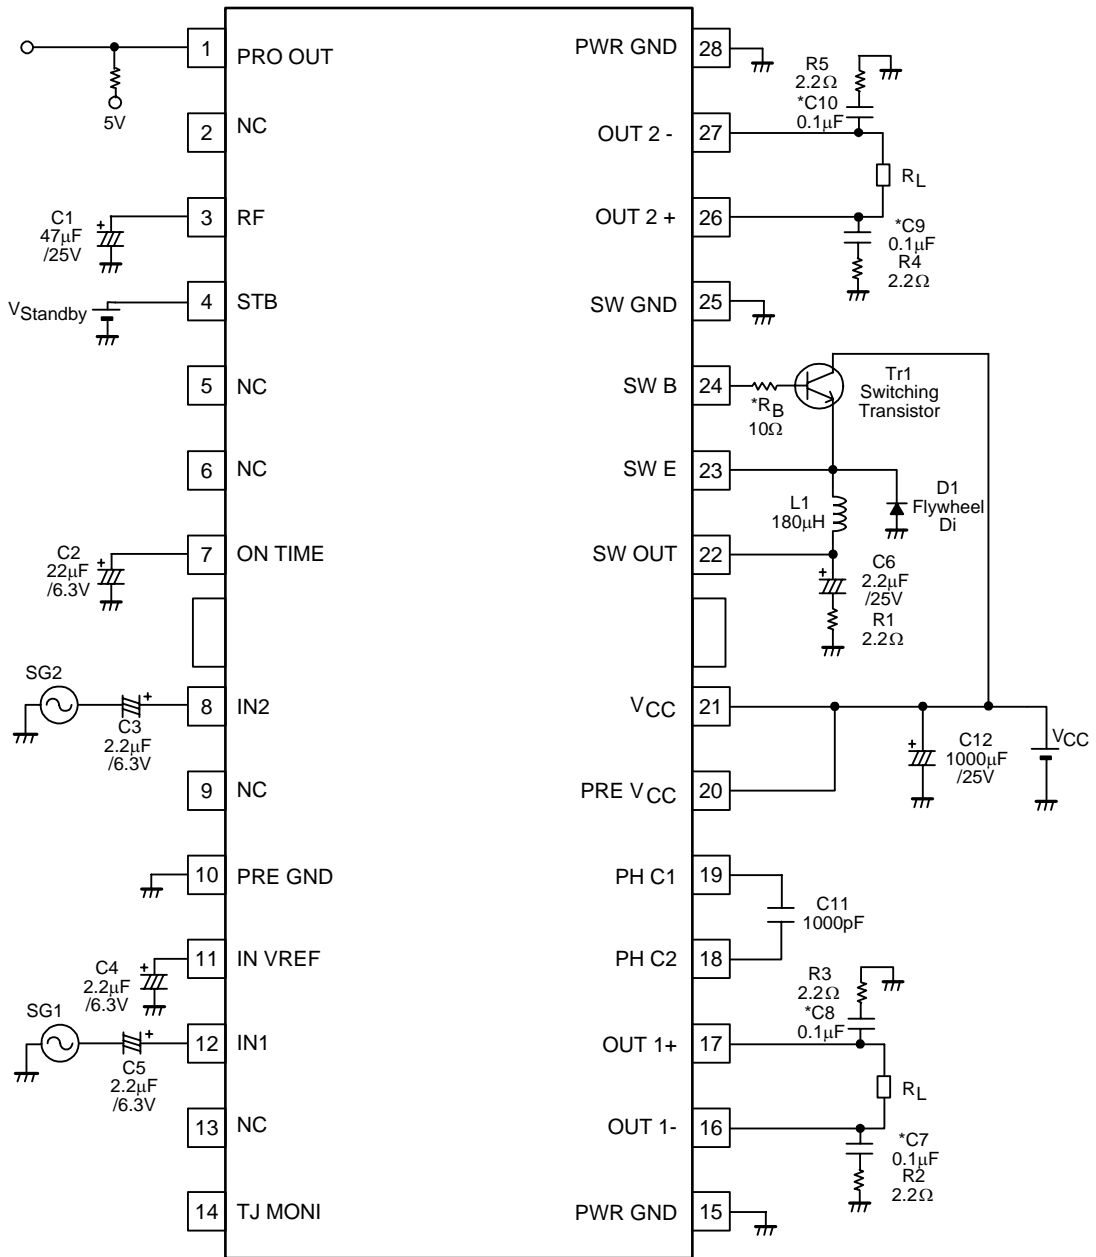 1
PRO OUT
5V
2
NC
C1
47µF
/25V
3
RF
VStandby
4
STB
5
NC
6
NC
C2
22µF
/6.3V
7
ON TIME
SG2
C3
2.2µF
/6.3V
8
IN2
9
NC
10
PRE GND
C4
2.2µF
/6.3V
11
IN VREF
SG1
C5
2.2µF
/6.3V
12
IN1
13
NC
14
TJ MONI
PWR GND
28
R5
2.2Ω
*C10
0.1µF
OUT 2 -
27
RL
OUT 2 +
26
*C9
0.1µF
R4
2.2Ω
SW GND
25
SW B
24
*RB
10Ω
Tr1
Switching
Transistor
SW E
23
L1
180µH
D1
Flywheel
Di
SW OUT
22
C6
2.2µF
/25V
R1
2.2Ω
VCC
21
C12
1000µF
/25V
VCC
PRE VCC
20
PH C1
19
C11
1000pF
PH C2
18
R3
2.2Ω
*C8
0.1µF
OUT 1+
17
RL
OUT 1-
16
*C7
0.1µF
R2
2.2Ω
PWR GND
15